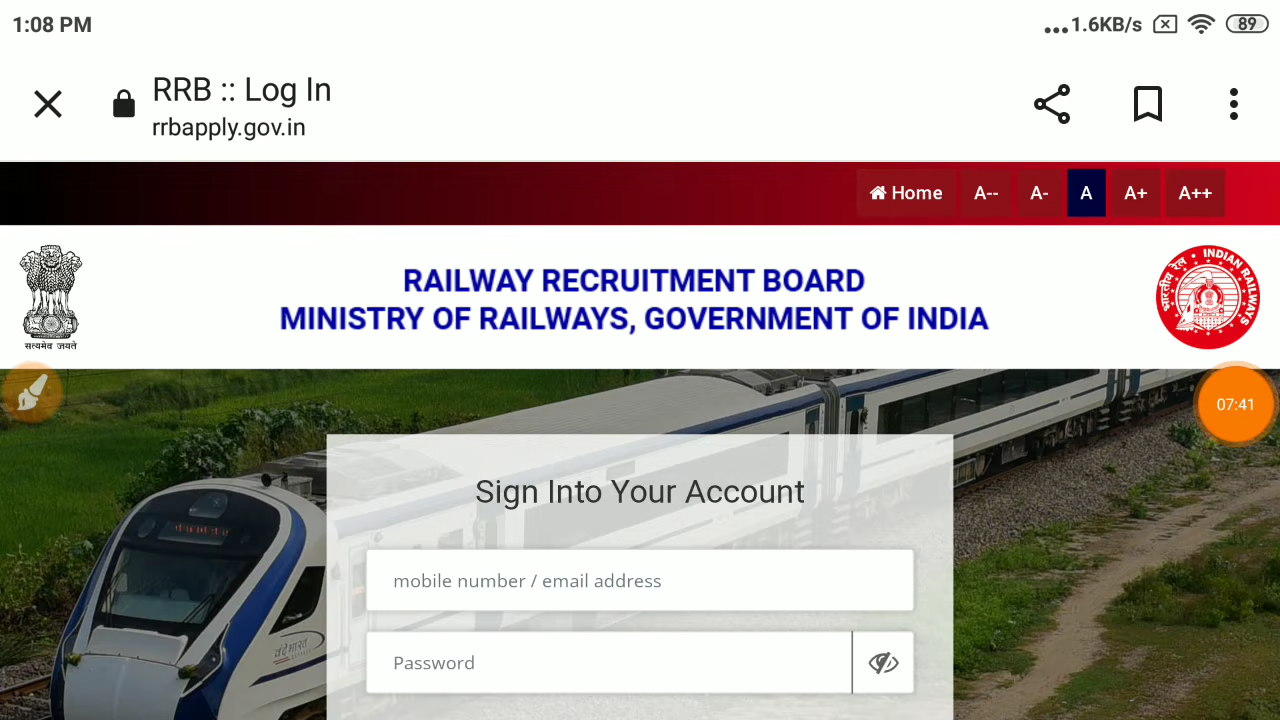 1:08 PM
...1.6KB/s
89
RRB :: Log In
rrbapply.gov.in
Home A-- A- A A+ A++
RAILWAY RECRUITMENT BOARD
MINISTRY OF RAILWAYS, GOVERNMENT OF INDIA
सत्यमेव जयते
भारतीय रेल • INDIAN RAILWAYS
07:41
Sign Into Your Account
mobile number / email address
Password
वंदे भारत